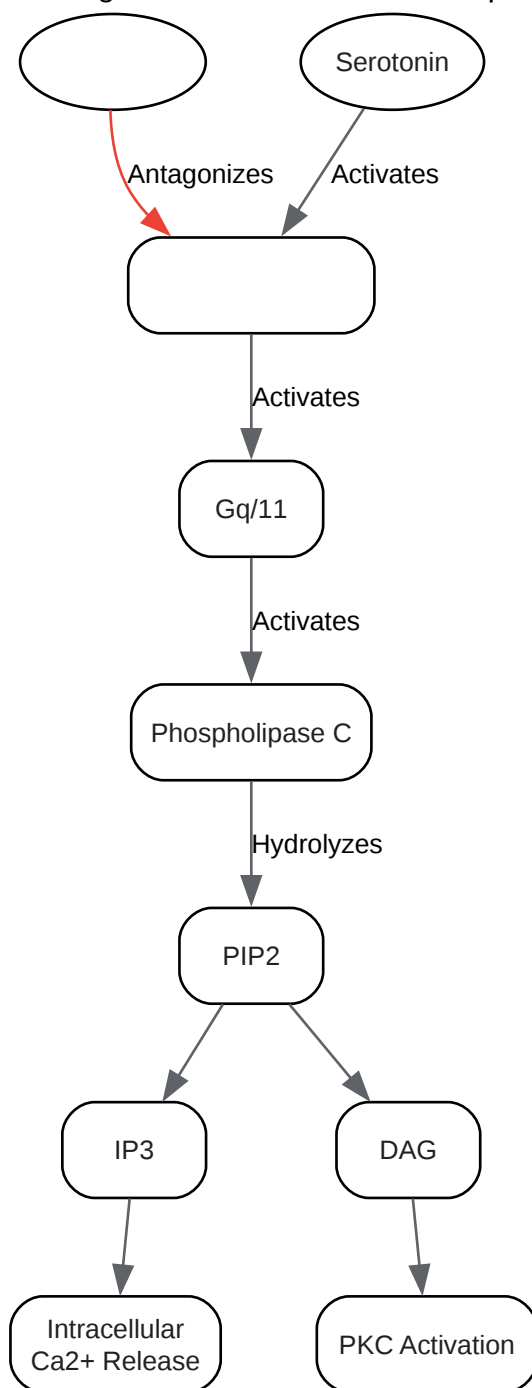 Serotonin
Antagonizes
Activates
Activates
Gq/11
Activates
Phospholipase C
Hydrolyzes
PIP2
IP3
DAG
Intracellular
Ca2+ Release
PKC Activation